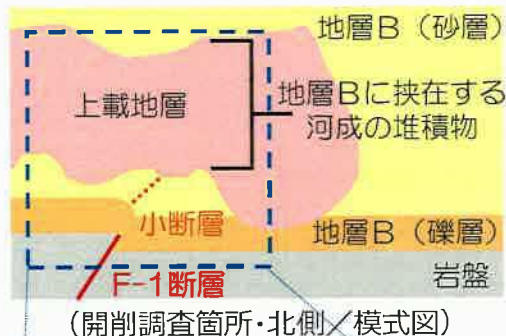 地層B（砂層）
上載地層
地層Bに挟在する
河成の堆積物
小断層
地層B（礫層）
岩盤
F-1断層
（開削調査箇所・北側／模式図）